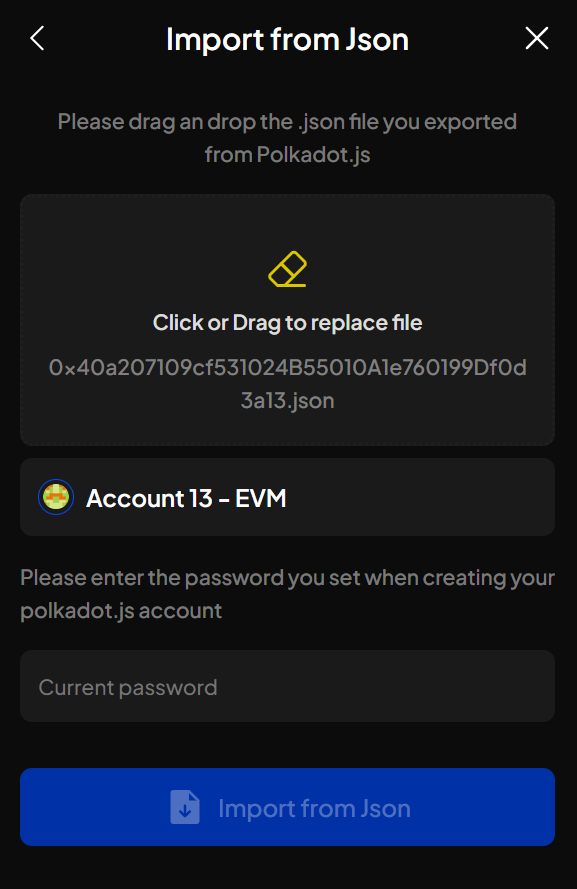 Import from Json
Please drag an drop the .json file you exported
from Polkadot.js
Click or Drag to replace file
0x40a207109cf531024B55010A1e760199Df0d
3a13.json
Account 13 - EVM
Please enter the password you set when creating your
polkadot.js account
Current password
Import from Json